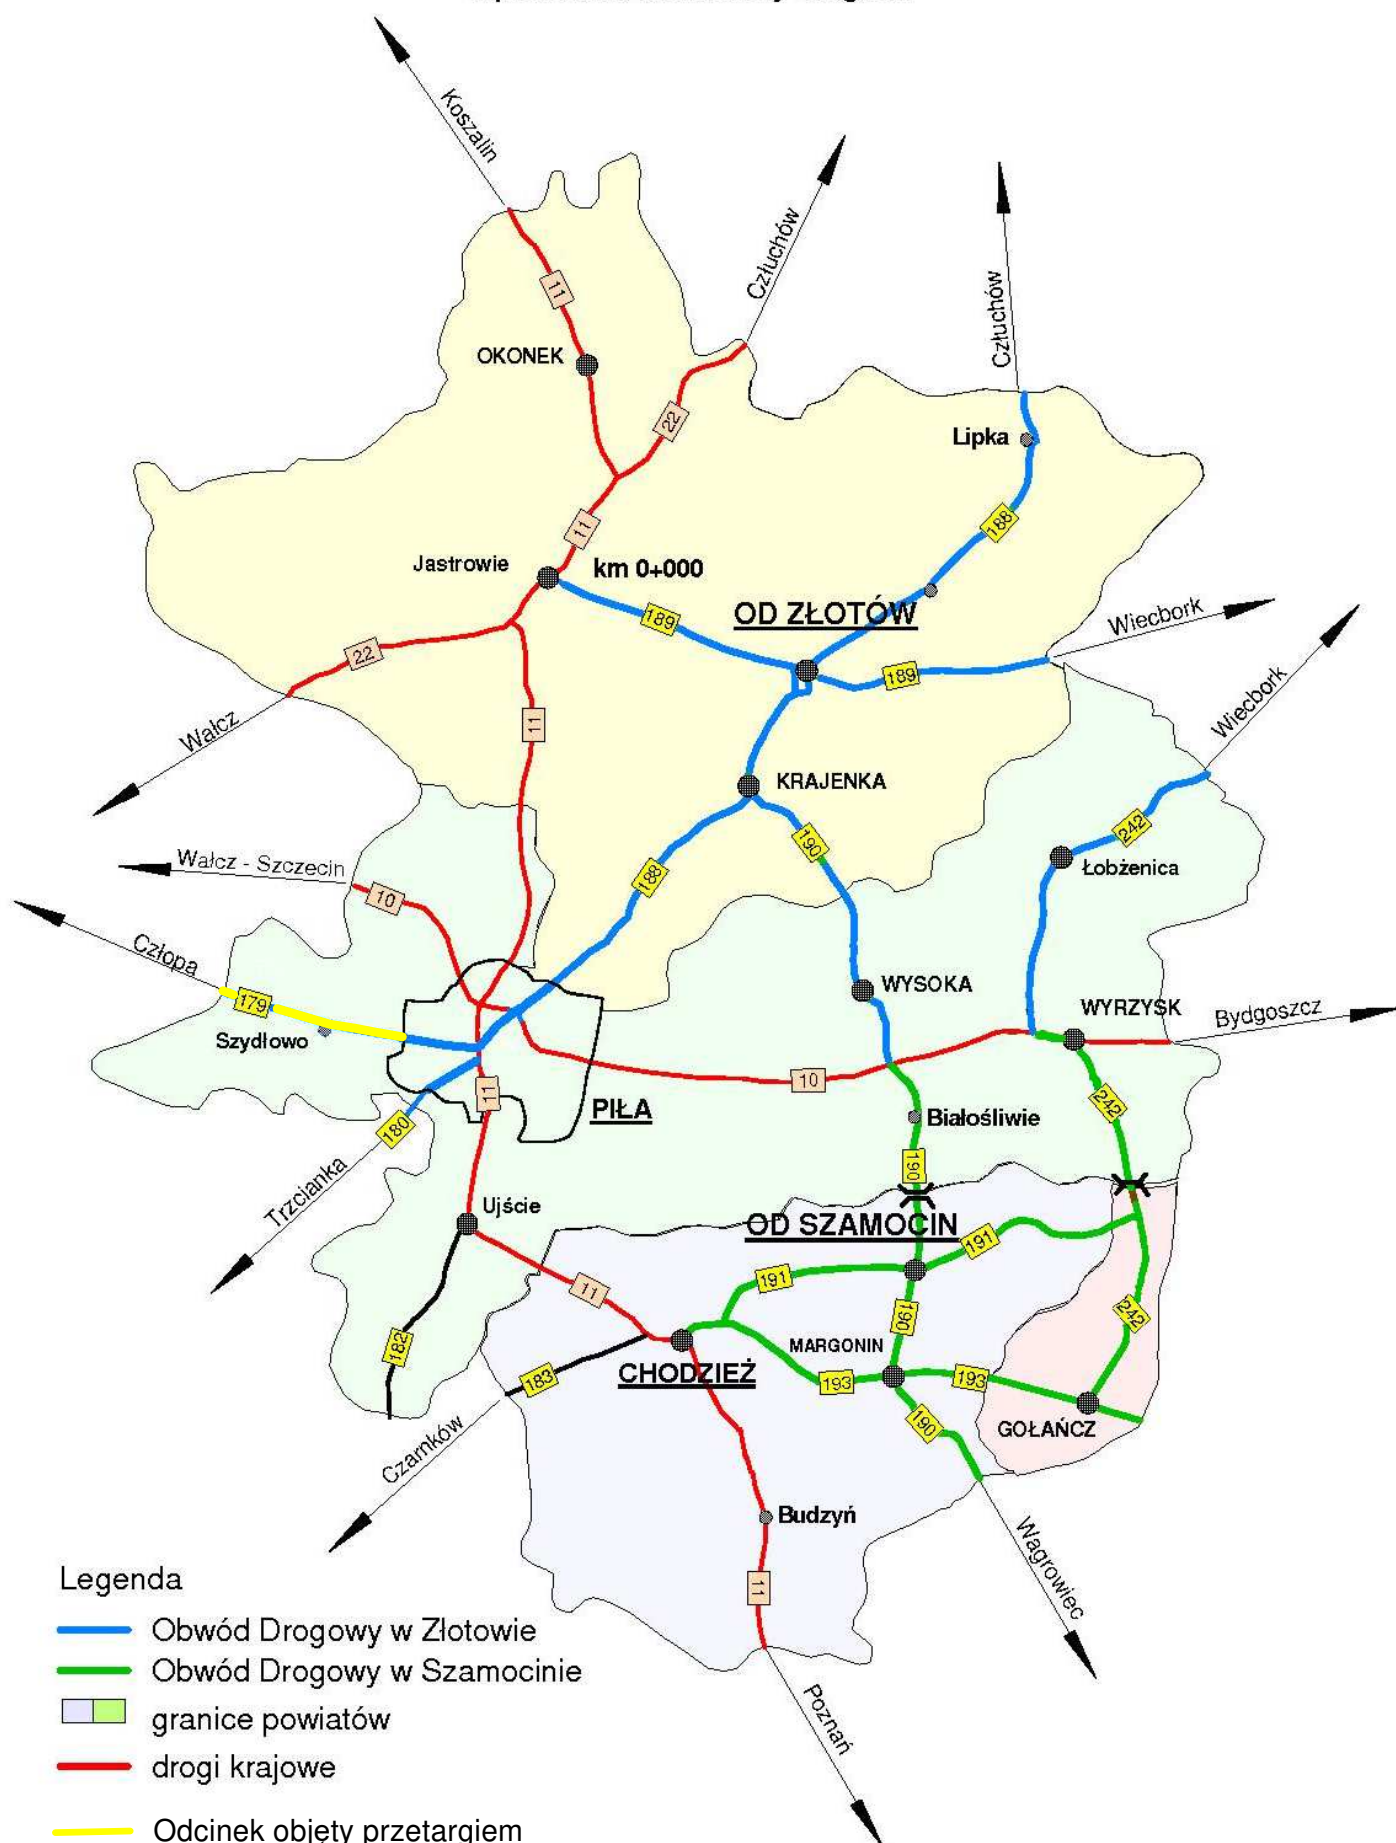 Koszalin
Człuchów
Człuchów
11
OKONEK
22
Lipka
188
11
Jastrowie
km 0+000
OD ZŁOTÓW
189
Wiecbork
22
189
Wiecbork
Wałcz
11
KRAJENKA
190
242
Wałcz - Szczecin
188
Łobżenica
10
Człopa
WYSOKA
179
WYRZYSK
Bydgoszcz
Szydłowo
10
11
242
PIŁA
Białośliwie
180
190
Trzcianka
Ujście
OD SZAMOCIN
191
191
11
190
242
182
MARGONIN
CHODZIEŻ
183
193
193
190
GOŁAŃCZ
Czarnków
Budzyń
Wagrowiec
11
Poznań
Legenda
Obwód Drogowy w Złotowie
Obwód Drogowy w Szamocinie
granice powiatów
drogi krajowe
Odcinek objęty przetargiem